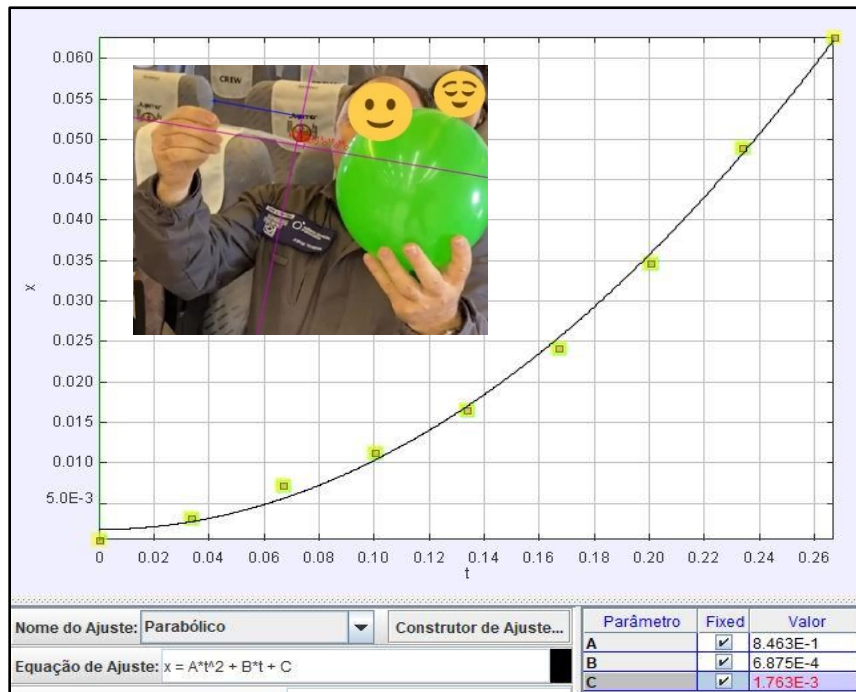 0.060
0.055
0.050
0.045
0.040
0.035
0.030
0.025
0.020
0.015
0.010
5.0E-3
x
CREW
0 0.02 0.04 0.06 0.08 0.10 0.12 0.14 0.16 0.18 0.20 0.22 0.24 0.26
t
Nome do Ajuste: Parabólico Construtor de Ajuste...
Equação de Ajuste: x = A*t^2 + B*t + C
Parâmetro Fixed Valor
A 8.463E-1
B 6.875E-4
C 1.763E-3